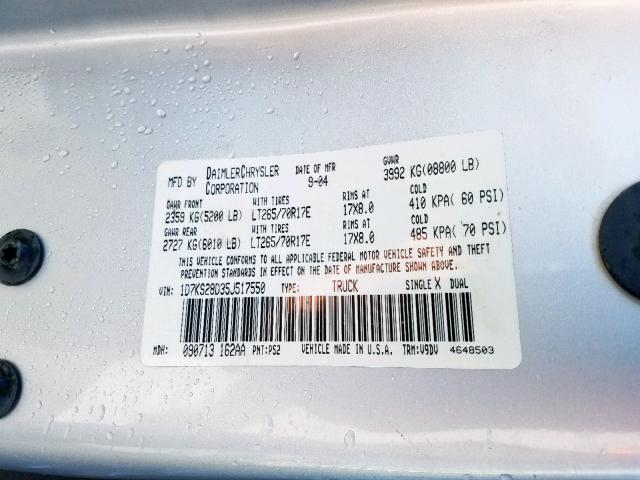 MFD BY DAIMLERCHRYSLER CORPORATION DATE OF MFR 9-04 GVWR 3992 KG(08800 LB)
GAWR FRONT WITH TIRES RIMS AT COLD
2359 KG(5200 LB) LT265/70R17E 17X8.0 410 KPA( 60 PSI)
GAWR REAR WITH TIRES RIMS AT COLD
2727 KG(6010 LB) LT265/70R17E 17X8.0 485 KPA( 70 PSI)
THIS VEHICLE CONFORMS TO ALL APPLICABLE FEDERAL MOTOR VEHICLE SAFETY AND THEFT
PREVENTION STANDARDS IN EFFECT ON THE DATE OF MANUFACTURE SHOWN ABOVE.
VIN: 1D7KS28D35J517550 TYPE: TRUCK SINGLE X DUAL
MDH: 090713 162AA PNT:PS2 VEHICLE MADE IN U.S.A. TRM:V9DV 4648503